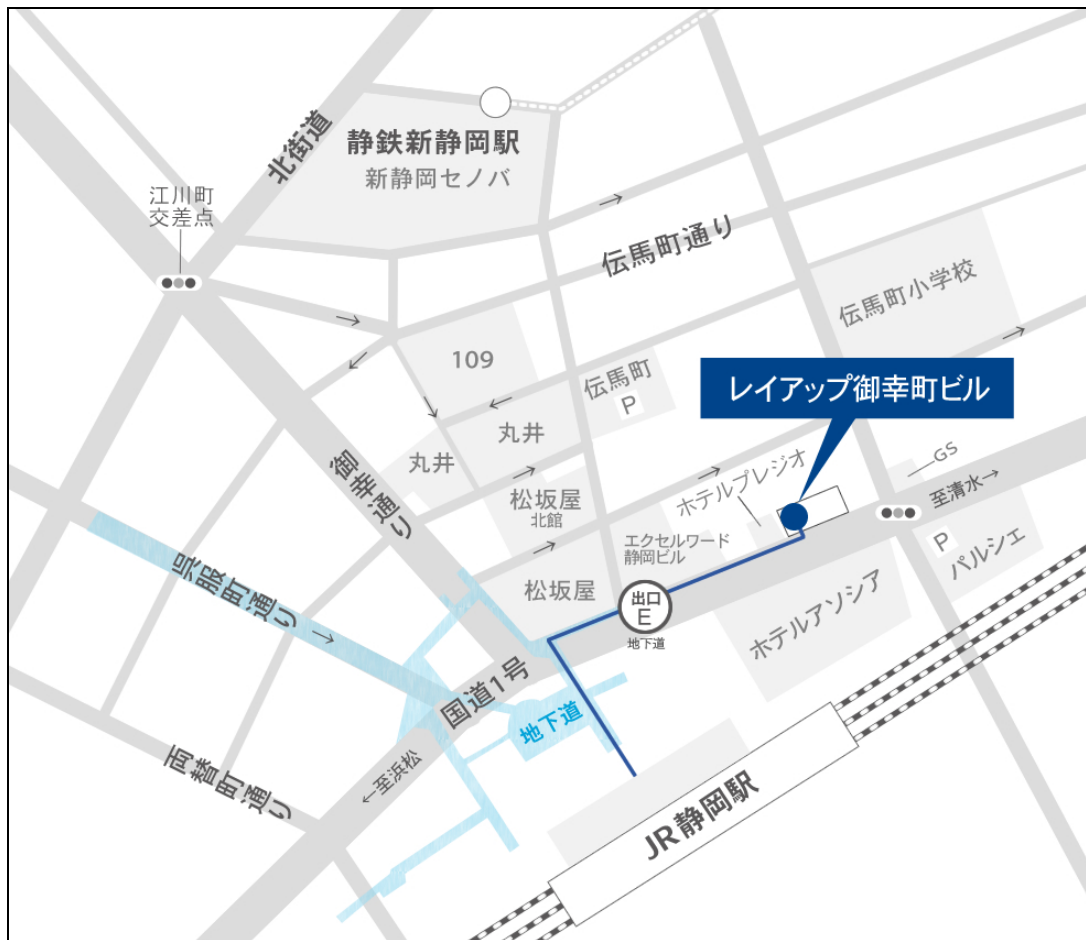 北街道
静鉄新静岡駅
新静岡セノバ
江川町
交差点
→
伝馬町通り
伝馬町小学校
→
→
←
109
→
←
伝馬町
P
レイアップ御幸町ビル
丸井
丸井
御幸通り
→
→
ホテルプレジオ
GS
至清水→
松坂屋
北館
→
エクセルワード
静岡ビル
P
パルシェ
呉服町通り
→
松坂屋
出口
E
地下道
ホテルアソシア
国道1号
地下道
←至浜松
両替町通り
JR静岡駅